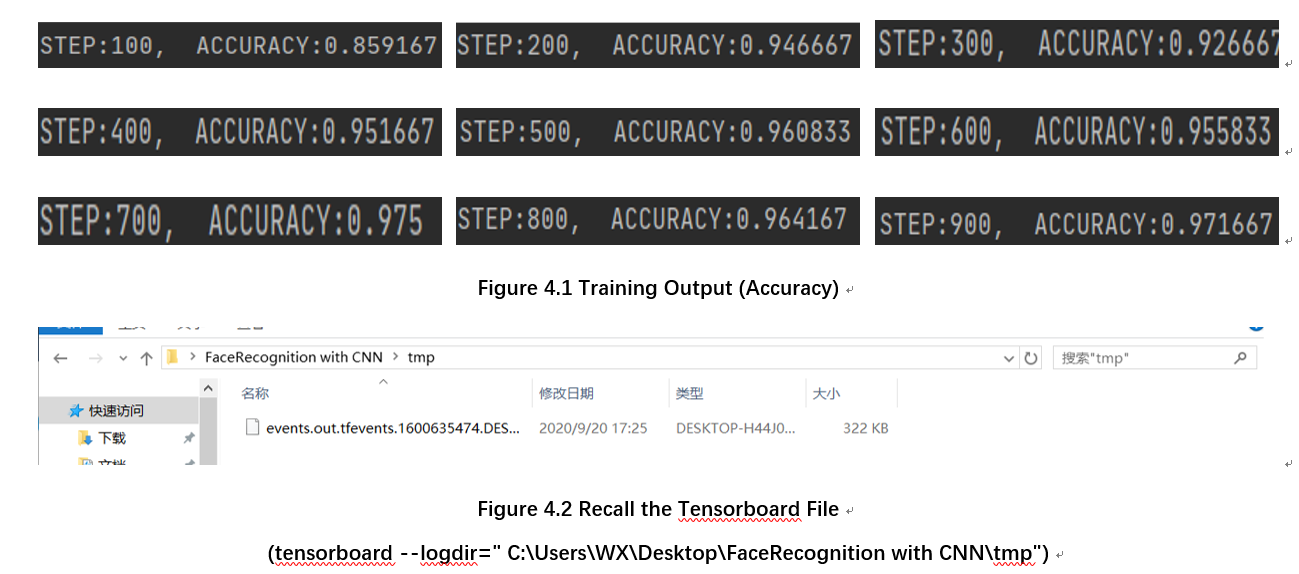 STEP:100, ACCURACY:0.859167
STEP:200, ACCURACY:0.946667
STEP:300, ACCURACY:0.926667
STEP:400, ACCURACY:0.951667
STEP:500, ACCURACY:0.960833
STEP:600, ACCURACY:0.955833
STEP:700, ACCURACY:0.975
STEP:800, ACCURACY:0.964167
STEP:900, ACCURACY:0.971667
Figure 4.1 Training Output (Accuracy)
FaceRecognition with CNN > tmp
搜索"tmp"
名称 修改日期 类型 大小
快速访问
events.out.tfevents.1600635474.DES... 2020/9/20 17:25 DESKTOP-H44J0... 322 KB
下载
文档
Figure 4.2 Recall the Tensorboard File
(tensorboard --logdir=" C:\Users\WX\Desktop\FaceRecognition with CNN\tmp")